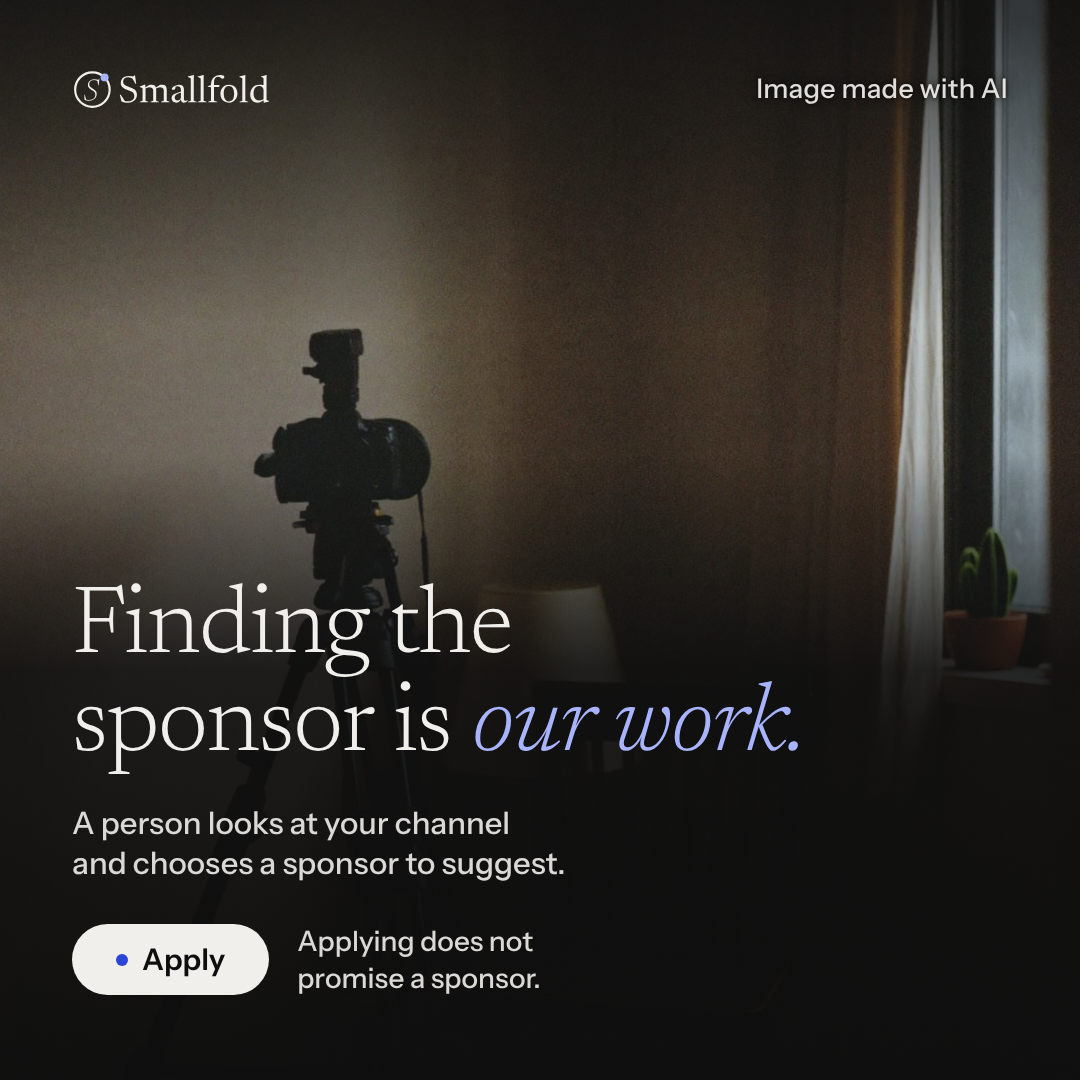 Smallfold
Image made with AI
Finding the
sponsor is our work.
A person looks at your channel
and chooses a sponsor to suggest.
Apply
Applying does not
promise a sponsor.